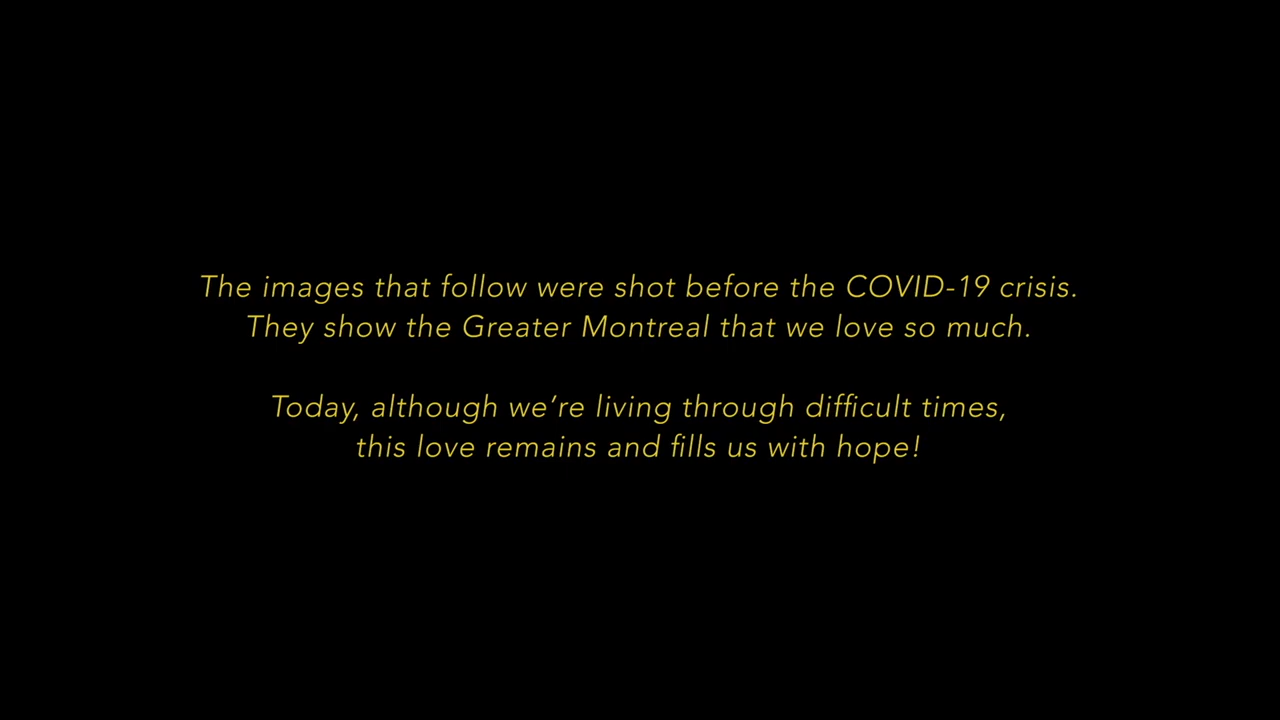 The images that follow were shot before the COVID-19 crisis.
They show the Greater Montreal that we love so much.
Today, although we’re living through difficult times,
this love remains and fills us with hope!